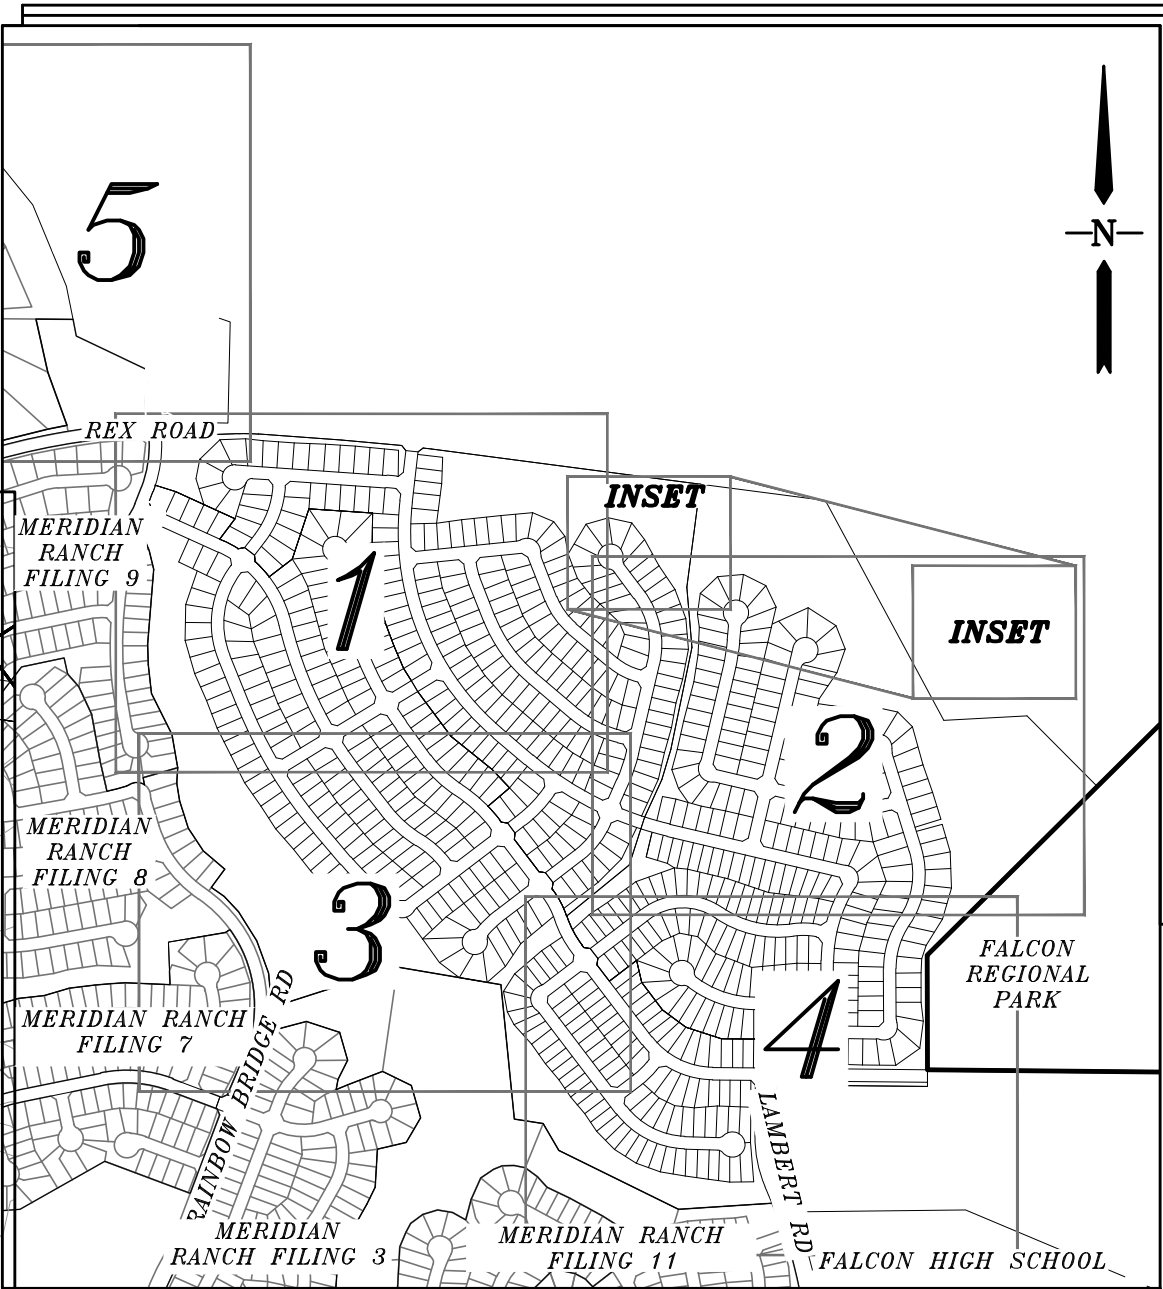 5
N
REX ROAD
INSET
MERIDIAN
RANCH
FILING 9
1
INSET
2
MERIDIAN
RANCH
FILING 8
3
FALCON
REGIONAL
PARK
MERIDIAN RANCH
FILING 7
4
RAINBOW BRIDGE RD
LAMBERT RD
MERIDIAN
RANCH FILING 3
MERIDIAN RANCH
FILING 11
FALCON HIGH SCHOOL